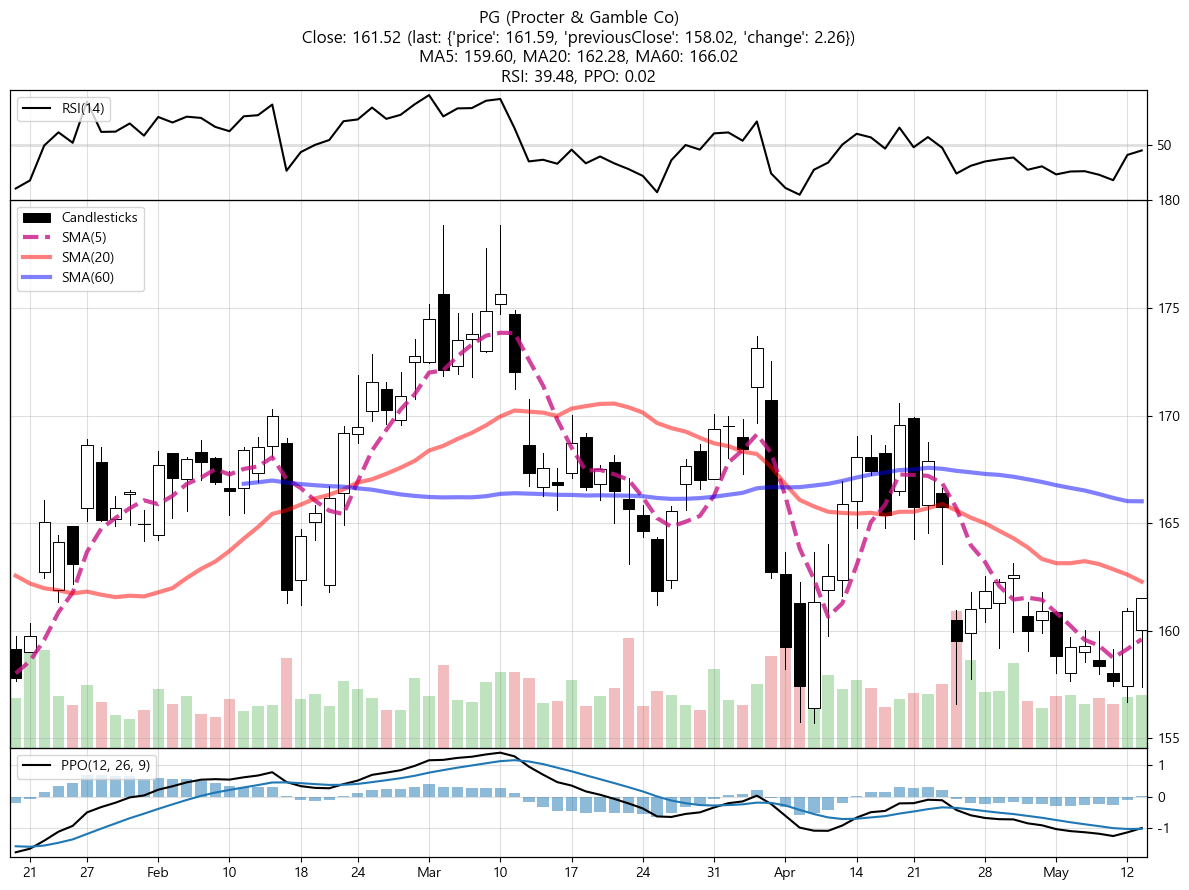 PG (Procter & Gamble Co)
Close: 161.52 (last: {'price': 161.59, 'previousClose': 158.02, 'change': 2.26})
MA5: 159.60, MA20: 162.28, MA60: 166.02
RSI: 39.48, PPO: 0.02
RSI(14)
50
180
Candlesticks
SMA(5)
SMA(20)
SMA(60)
175
170
165
160
155
PPO(12, 26, 9)
1
0
-1
21 27 Feb 10 18 24 Mar 10 17 24 31 Apr 14 21 28 May 12